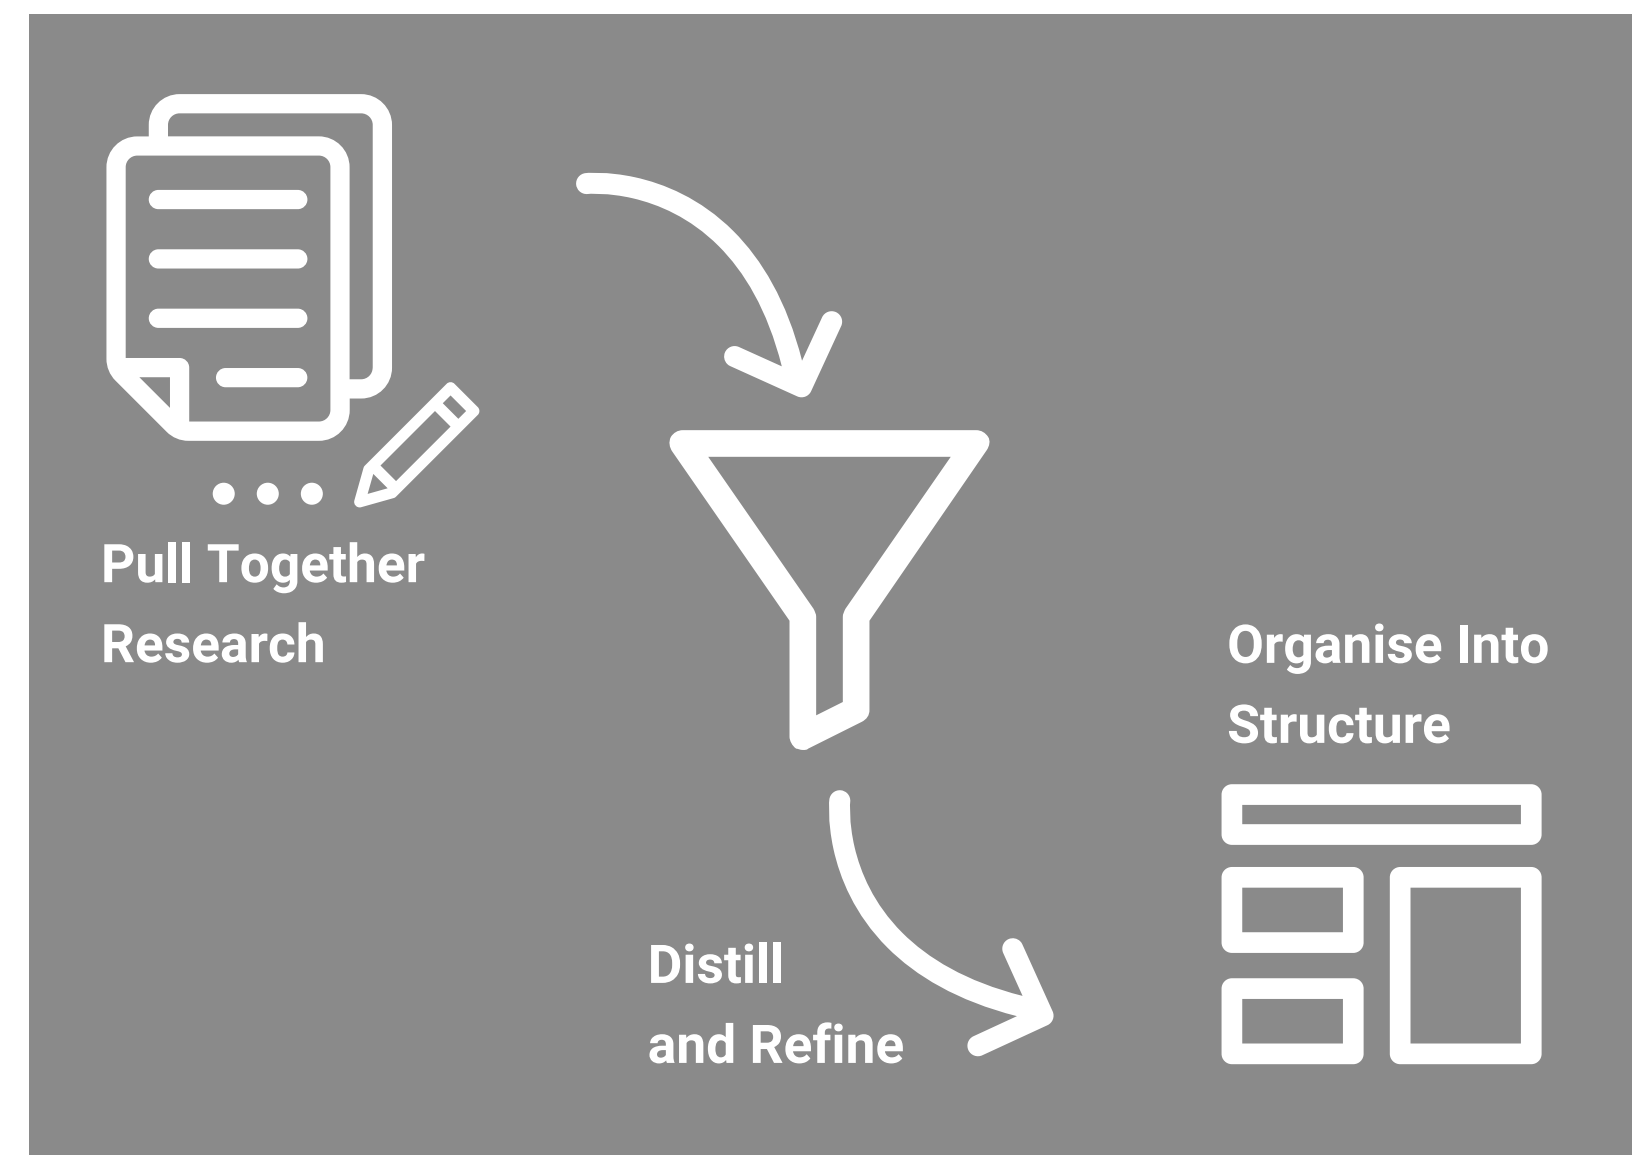 Pull Together
Research
Distill
and Refine
Organise Into
Structure